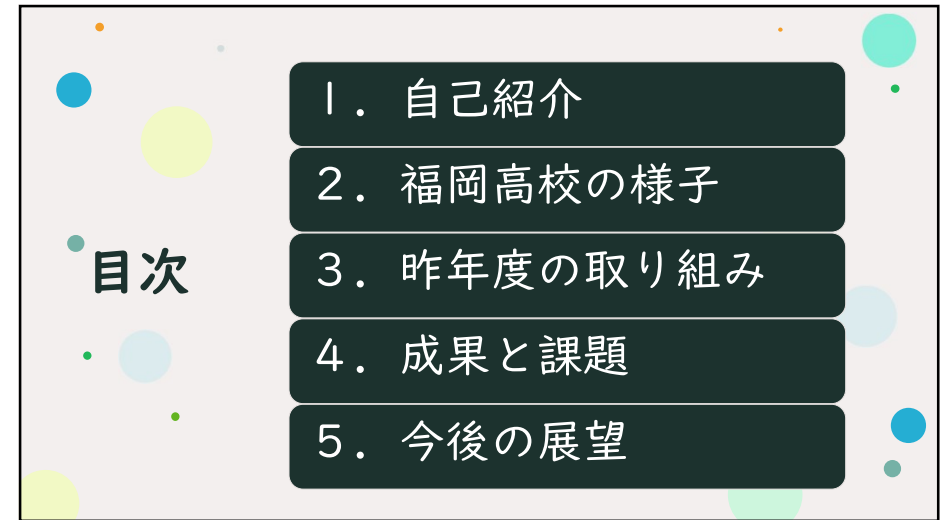 目次
1. 自己紹介
2. 福岡高校の様子
3. 昨年度の取り組み
4. 成果と課題
5. 今後の展望